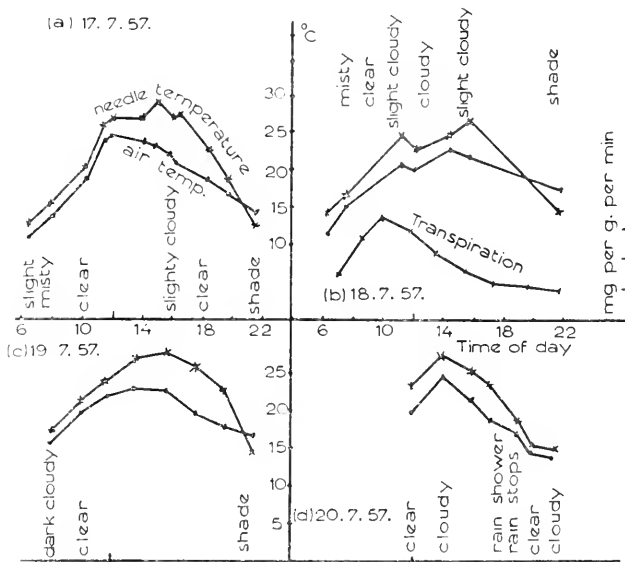 (a) 17. 7. 57.
needle temperature
air temp.
slight misty
clear
slighty cloudy
clear
shade
6 10 14 18 22
°C
30
25
20
15
10
misty
clear
slight cloudy
cloudy
slight cloudy
shade
Transpiration
(b) 18. 7. 57.
mg per g. per min
6 10 14 18 22
Time of day
(c) 19 7. 57.
dark cloudy
clear
shade
25
20
15
10
5
clear
cloudy
rain shower
rain stops
clear
cloudy
(d) 20. 7. 57.